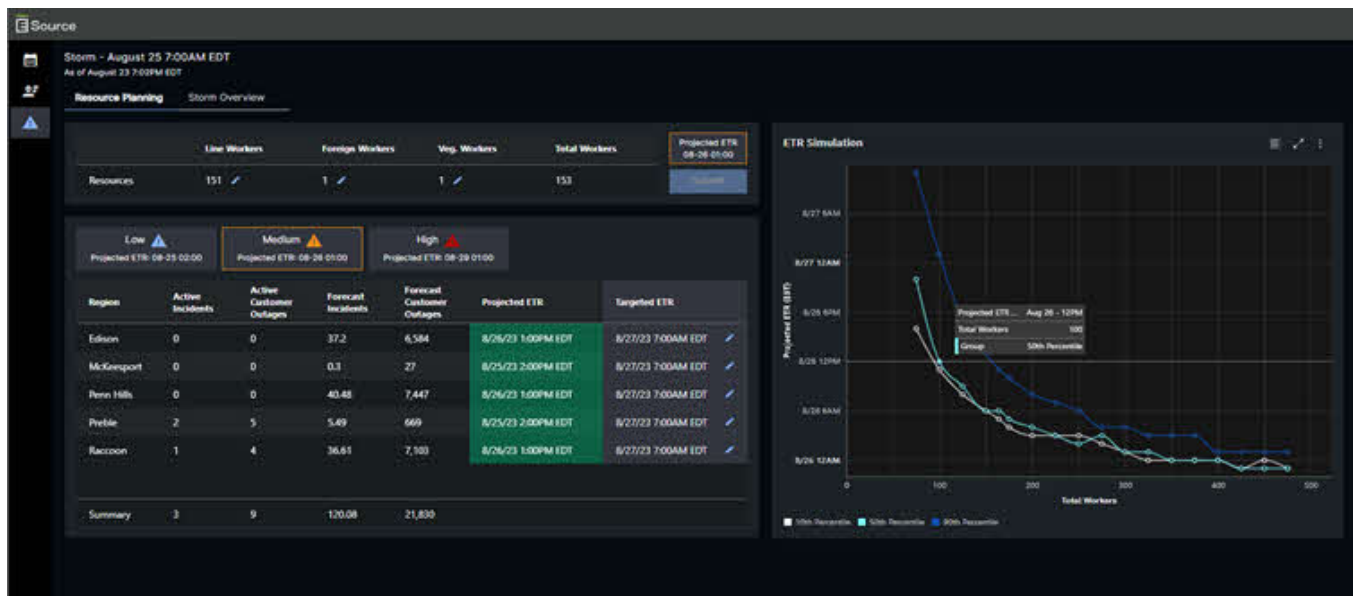 E Source
Storm - August 25 7:00AM EDT
As of August 23 7:02PM EDT
Resource Planning Storm Overview
Line Workers Foreign Workers Veg. Workers Total Workers Projected ETR
08-26 01:00
Resources 151 1 1 153
Low Medium High
Projected ETR: 08-25 02:00 Projected ETR: 08-26 01:00 Projected ETR: 08-29 01:00
Region Active Incidents Active Customer Outages Forecast Incidents Forecast Customer Outages Projected ETR Targeted ETR
Edison 0 0 37.2 6,584 8/26/23 1:00PM EDT 8/27/23 7:00AM EDT
McKeesport 0 0 0.3 27 8/25/23 2:00PM EDT 8/27/23 7:00AM EDT
Penn Hills 0 0 40.48 7,447 8/26/23 1:00PM EDT 8/27/23 7:00AM EDT
Preble 2 5 5.49 669 8/25/23 2:00PM EDT 8/27/23 7:00AM EDT
Raccoon 1 4 36.61 7,103 8/26/23 1:00PM EDT 8/27/23 7:00AM EDT
Summary 3 9 120.08 21,830
ETR Simulation
Projected ETR (EST)
8/27 6AM
8/27 12AM
8/26 6PM
8/26 12PM
8/26 6AM
8/26 12AM
Projected ETR ... Aug 26 - 12PM
Total Workers 100
Group 50th Percentile
0 100 200 300 400 500
Total Workers
10th Percentile 50th Percentile 90th Percentile